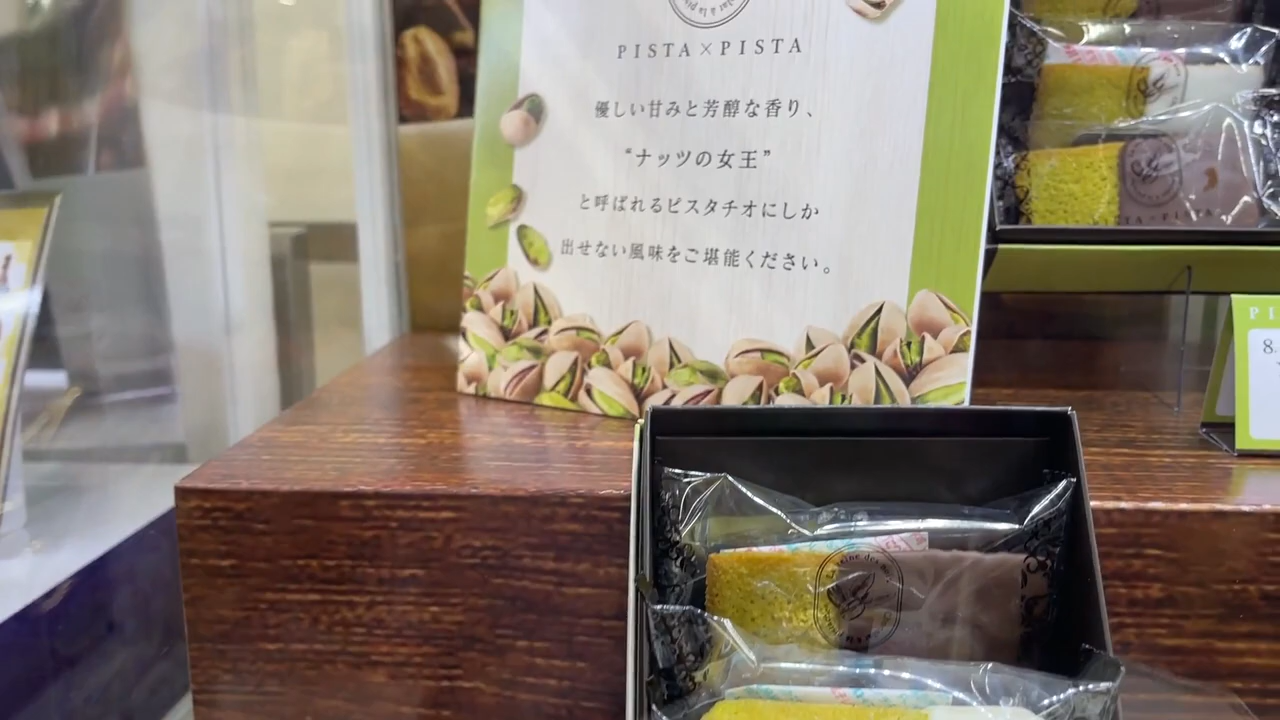 PISTA×PISTA
優しい甘みと芳醇な香り、
“ナッツの女王”
と呼ばれるピスタチオにしか
出せない風味をご堪能ください。